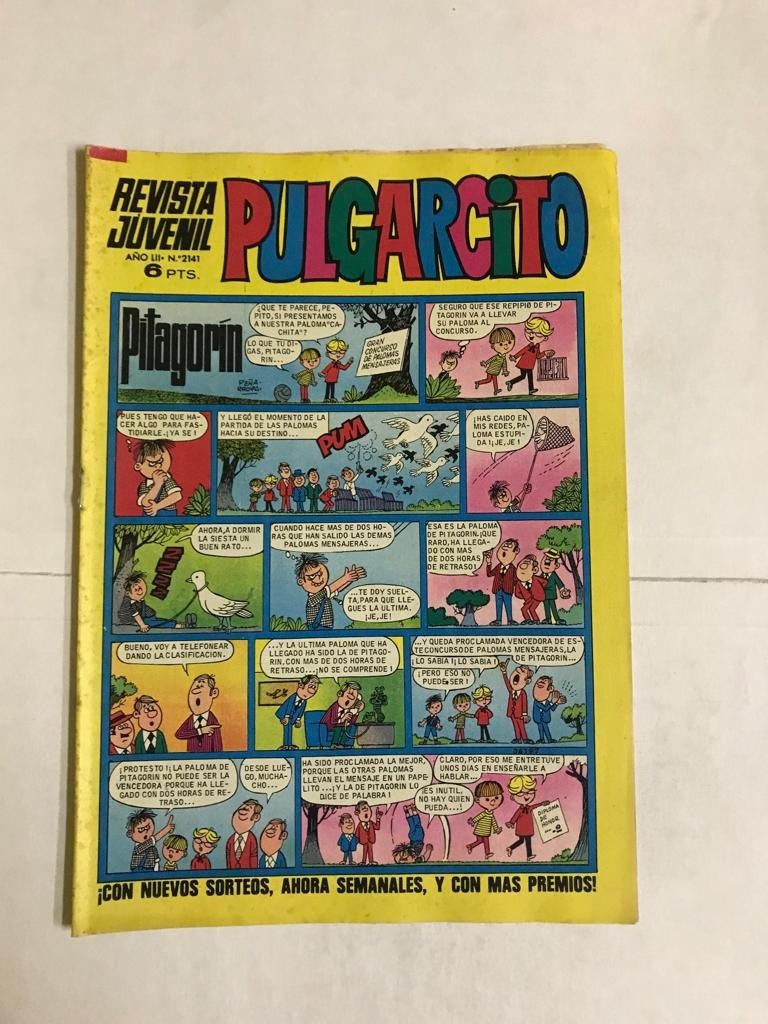 REVISTA
JUVENIL
AÑO LII • N.º 2141
6 PTS.
PULGARCITO
Pitagorín
¿QUE TE PARECE, PE-
PITO, SI PRESENTAMOS
A NUESTRA PALOMA "CA-
CHITA"?
LO QUE TU DI-
GAS, PITAGO-
RIN...
GRAN
CONCURSO
DE PALOMAS
MENSAJERAS
PEÑA-
RROYA-
SEGURO QUE ESE REPIPIO DE PI-
TAGORIN VA A LLEVAR
SU PALOMA AL
CONCURSO.
PUES TENGO QUE HA-
CER ALGO PARA FAS-
TIDIARLE. ¡YA SE!
Y LLEGÓ EL MOMENTO DE LA
PARTIDA DE LAS PALOMAS
HACIA SU DESTINO...
PUM
¡HAS CAIDO EN
MIS REDES, PA-
LOMA ESTUPI-
DA! ¡JE, JE!
AHORA, A DORMIR
LA SIESTA UN
BUEN RATO...
CUANDO HACE MAS DE DOS HO-
RAS QUE HAN SALIDO LAS DEMAS
PALOMAS MENSAJERAS...
...TE DOY SUEL-
TA, PARA QUE LLE-
GUES LA ULTIMA.
¡JE, JE!
ESA ES LA PALOMA
DE PITAGORIN. ¡QUE
RARO, HA LLEGA-
DO CON MAS
DE DOS HORAS
DE RETRASO!
BUENO, VOY A TELEFONEAR
DANDO LA CLASIFICACION.
...Y LA ULTIMA PALOMA QUE HA
LLEGADO HA SIDO LA DE PITAGO-
RIN, CON MAS DE DOS HORAS DE
RETRASO... ¡NO SE COMPRENDE!
...Y QUEDA PROCLAMADA VENCEDORA DE ES-
TE CONCURSO DE PALOMAS MENSAJERAS, LA
DE PITAGORIN...
¡LO SABIA! ¡LO SABIA!
¡PERO ESO NO
PUEDE SER!
¡PROTESTO! ¡LA PALOMA DE
PITAGORIN NO PUEDE SER LA
VENCEDORA PORQUE HA LLE-
GADO CON DOS HORAS DE RE-
TRASO...
DESDE LUE-
GO, MUCHA-
CHO...
HA SIDO PROCLAMADA LA MEJOR,
PORQUE LAS OTRAS PALOMAS
LLEVAN EL MENSAJE EN UN PAPE-
LITO... ¡Y LA DE PITAGORIN LO
DICE DE PALABRA!
¡ES INUTIL,
NO HAY QUIEN
PUEDA...!
CLARO, POR ESO ME ENTRETUVE
UNOS DIAS EN ENSEÑARLE A
HABLAR...
DIPLOMA
DE
HONOR
¡CON NUEVOS SORTEOS, AHORA SEMANALES, Y CON MAS PREMIOS!